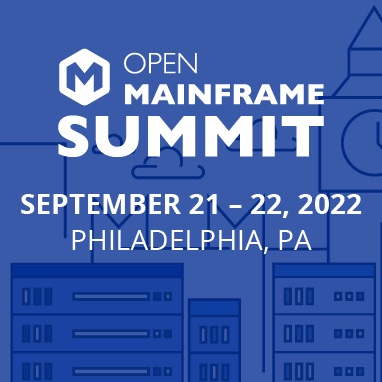 OPEN
MAINFRAME
SUMMIT
SEPTEMBER 21 – 22, 2022
PHILADELPHIA, PA